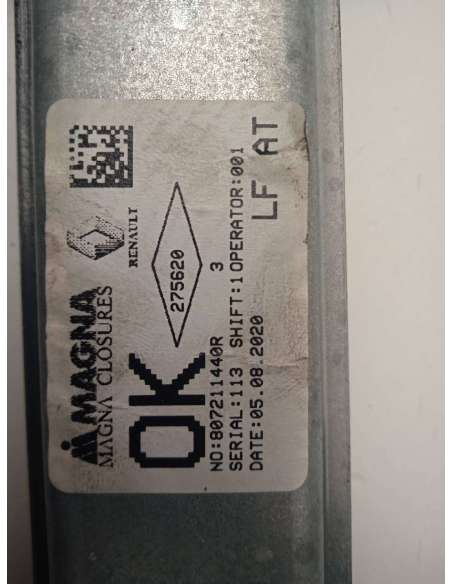 MAGNA
MAGNA CLOSURES
RENAULT
OK
275620
3
NO:807211440R
SERIAL:113 SHIFT:1 OPERATOR:001
DATE:05.08.2020
LF AT